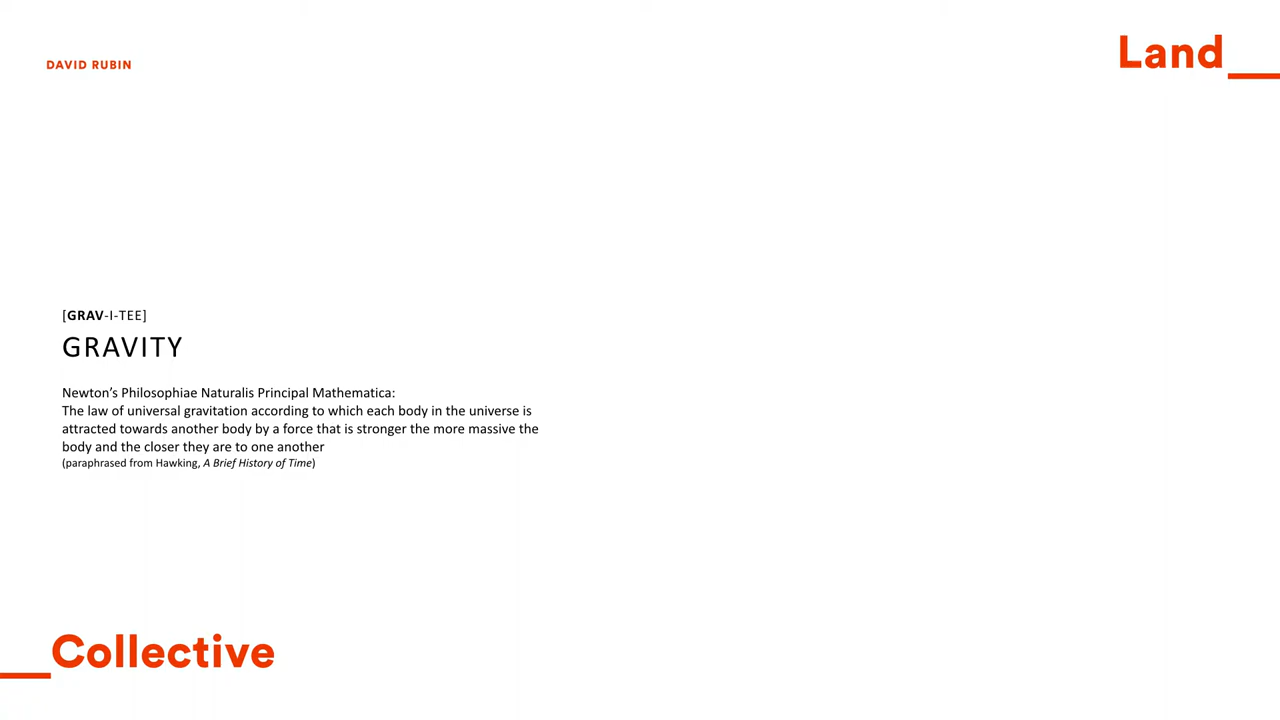 DAVID RUBIN
Land
[GRAV-I-TEE]
GRAVITY
Newton’s Philosophiae Naturalis Principal Mathematica:
The law of universal gravitation according to which each body in the universe is
attracted towards another body by a force that is stronger the more massive the
body and the closer they are to one another
(paraphrased from Hawking, A Brief History of Time)
Collective